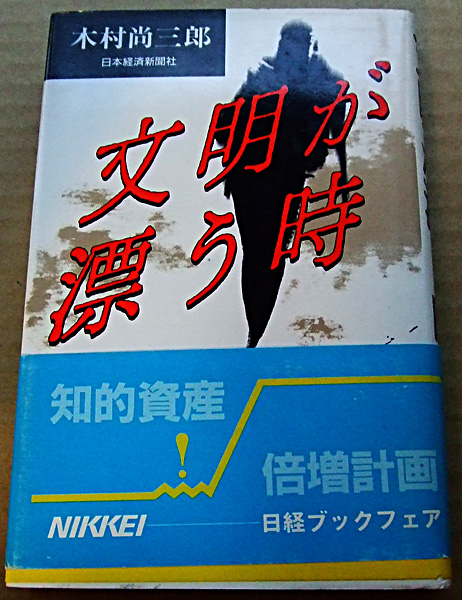 木村尚三郎
日本経済新聞社
文明が
漂う時
知的資産
!
倍増計画
NIKKEI
日経ブックフェア